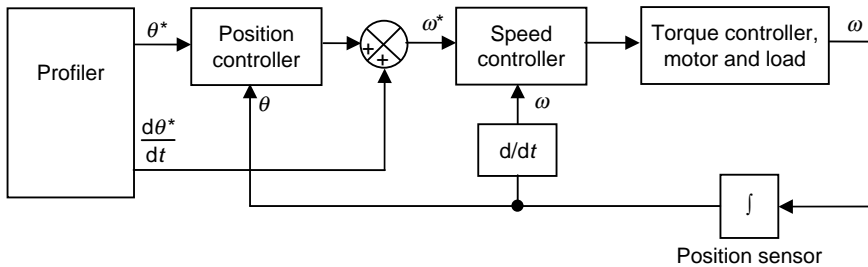 Profiler
θ*
dθ*
dt
Position
controller
θ
+
+
ω*
Speed
controller
ω
d/dt
Torque controller,
motor and load
ω
∫
Position sensor